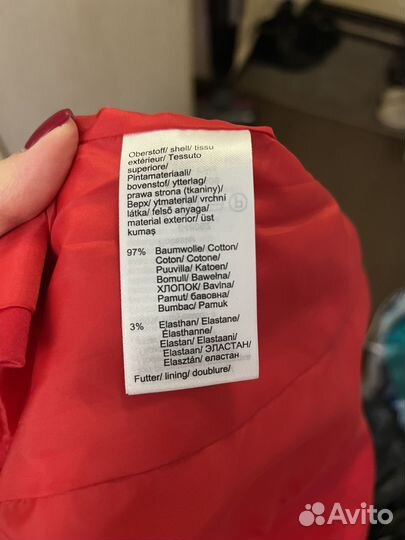 Oberstoff/ shell/ tissu
extérieur/ Tessuto
superiore/
Pintamateriaali/
bovenstof/ ytterlag/
prawa strona (tkaniny)/
Верх/ ytmaterial/ vrchní
látka/ felső anyaga/
material exterior/ üst
kumaş
97% Baumwolle/ Cotton/
Coton/ Cotone/
Puuvilla/ Katoen/
Bomull/ Bawełna/
ХЛОПОК/ Bavlna/
Pamut/ бавовна/
Bumbac/ Pamuk
3% Elasthan/ Elastane/
Élasthanne/
Elastan/ Elastaani/
Elastaan/ ЭЛАСТАН/
Elasztán/ еластан
Futter/ lining/ doublure/
Avito